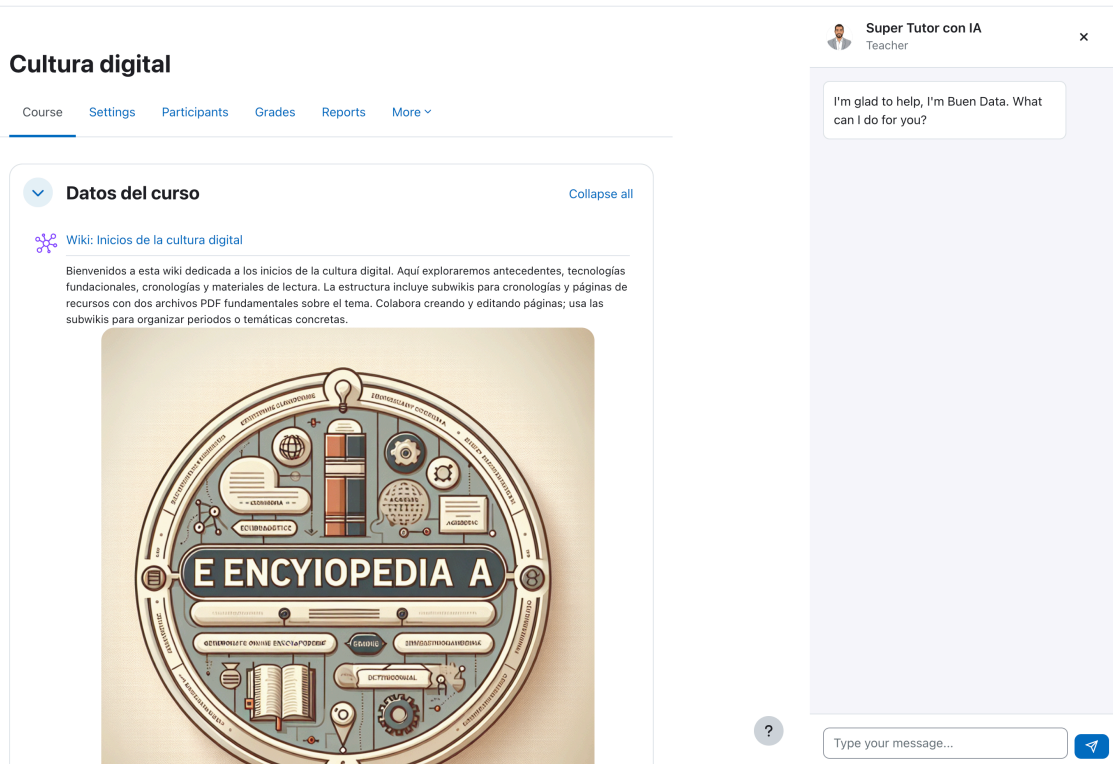 Super Tutor con IA
Teacher
Cultura digital
Course Settings Participants Grades Reports More
I'm glad to help, I'm Buen Data. What
can I do for you?
Datos del curso
Collapse all
Wiki: Inicios de la cultura digital
Bienvenidos a esta wiki dedicada a los inicios de la cultura digital. Aquí exploraremos antecedentes, tecnologías
fundacionales, cronologías y materiales de lectura. La estructura incluye subwikis para cronologías y páginas de
recursos con dos archivos PDF fundamentales sobre el tema. Colabora creando y editando páginas; usa las
subwikis para organizar periodos o temáticas concretas.
E ENCYIOPEDIA A
?
Type your message...